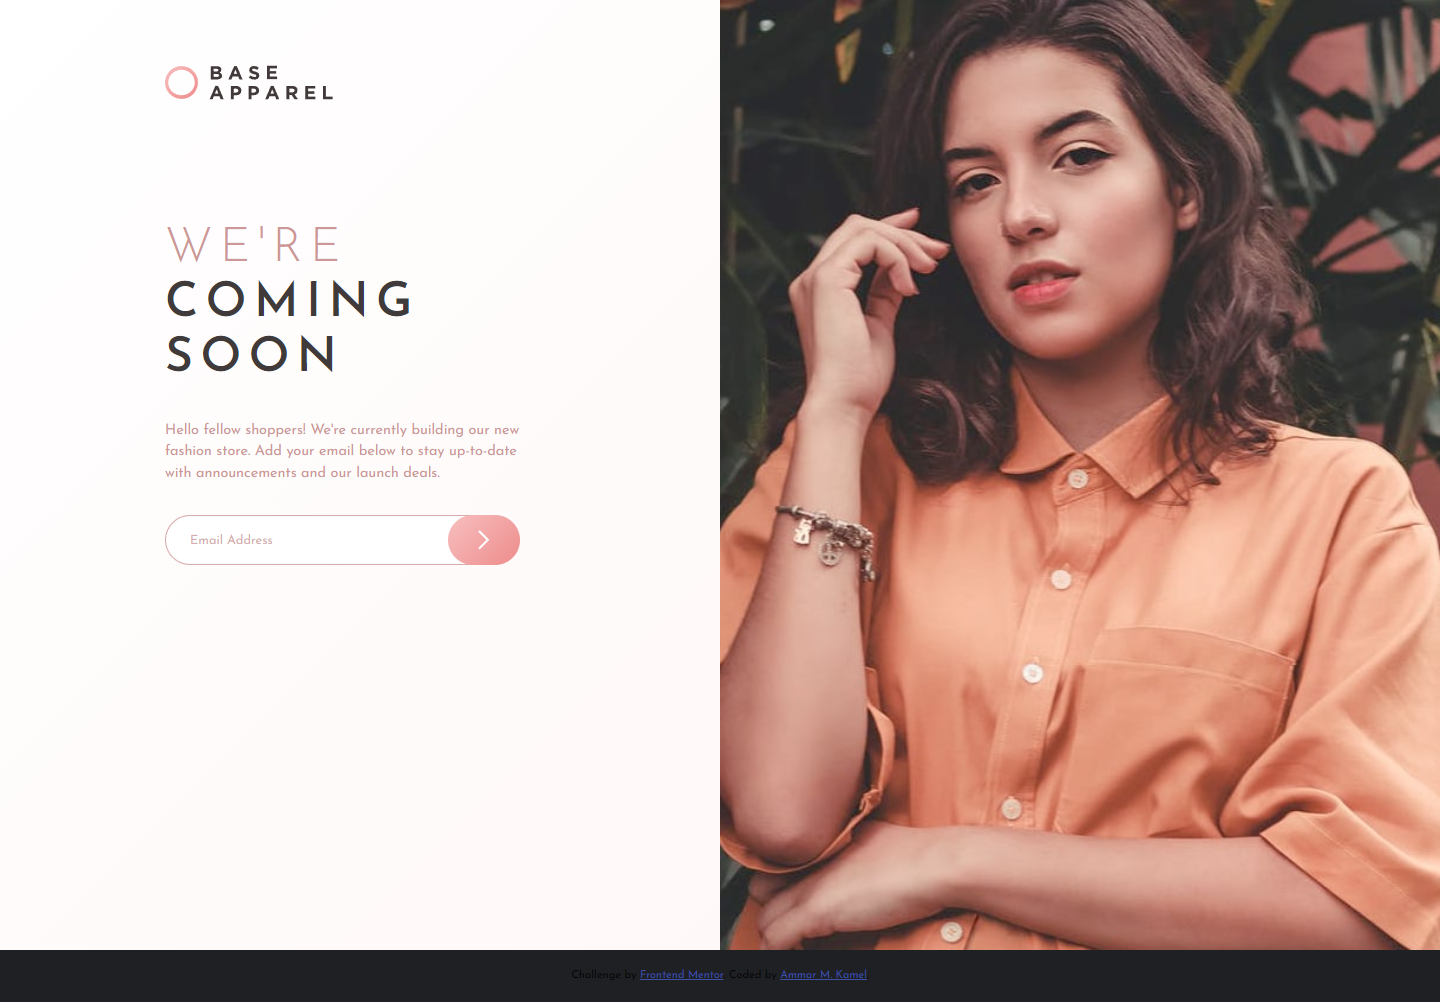 BASE
APPAREL
WE'RE
COMING
SOON
Hello fellow shoppers! We're currently building our new
fashion store. Add your email below to stay up-to-date
with announcements and our launch deals.
Email Address
Challenge by Frontend Mentor. Coded by Ammar M. Kamel.